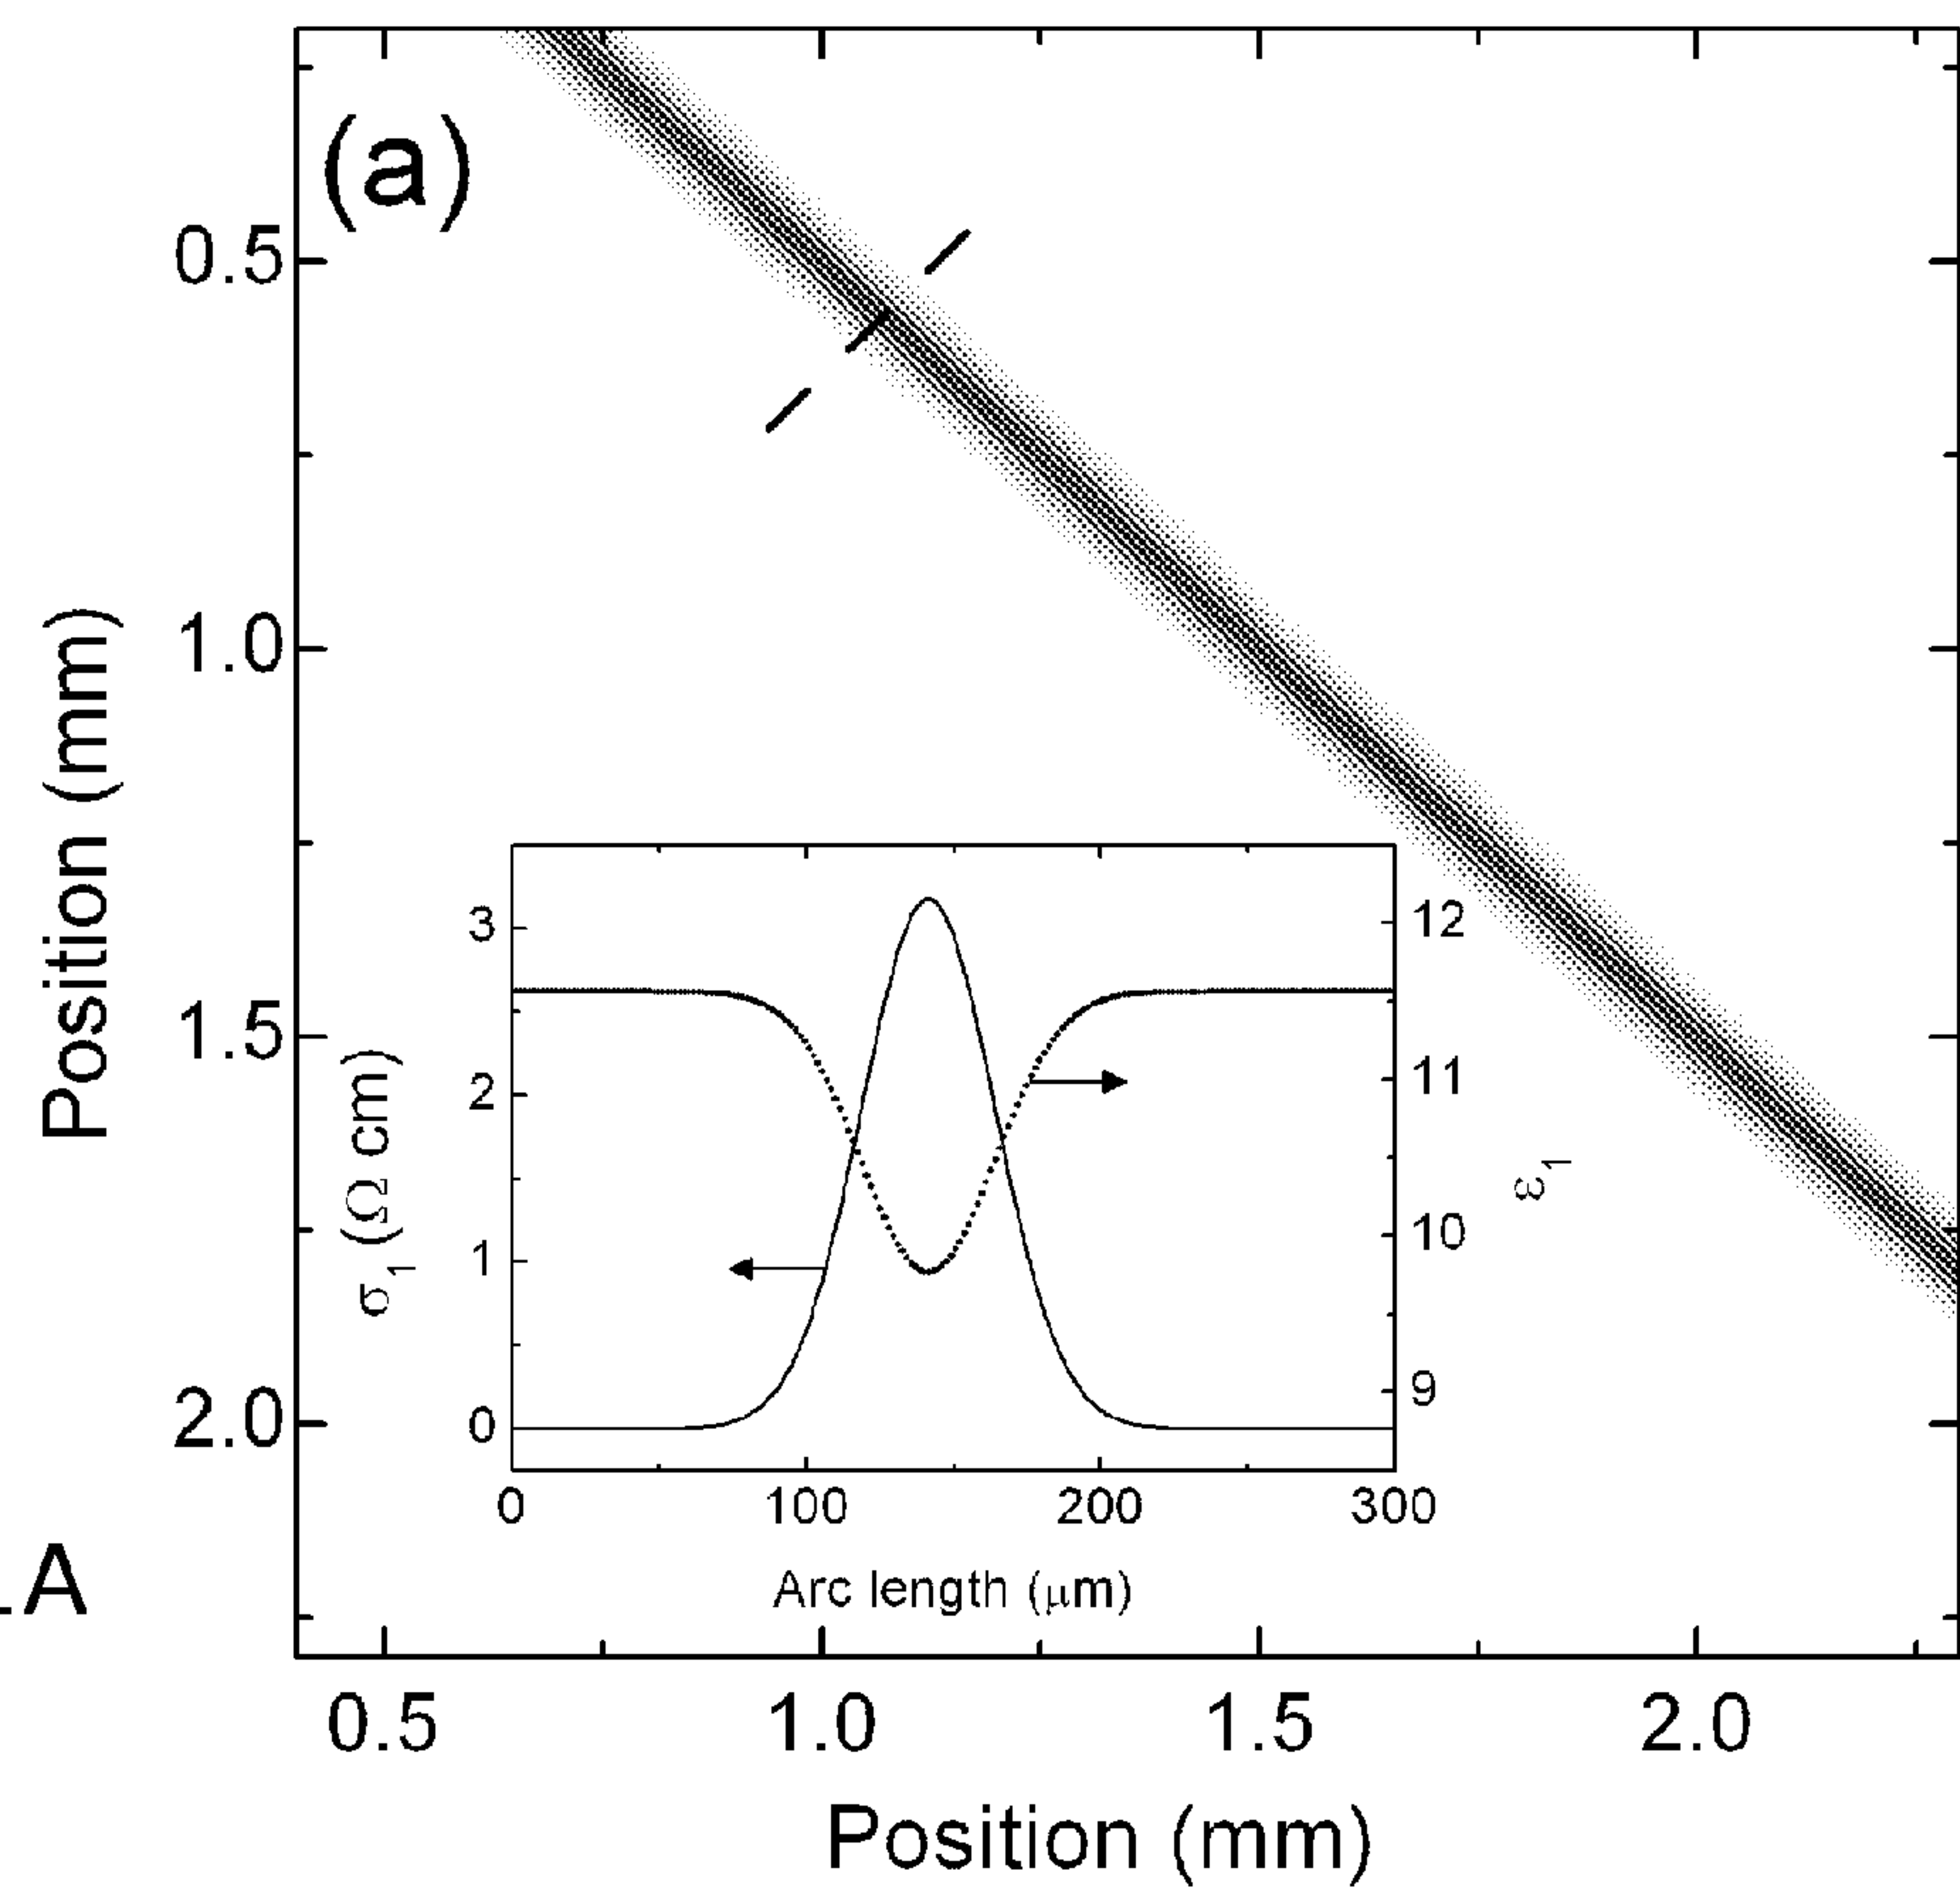 (a)
0.5
1.0
1.5
2.0
Position (mm)
3
2
1
0
σ1 (Ω cm)
12
11
10
9
ε1
0 100 200 300
Arc length (μm)
.A
0.5 1.0 1.5 2.0
Position (mm)